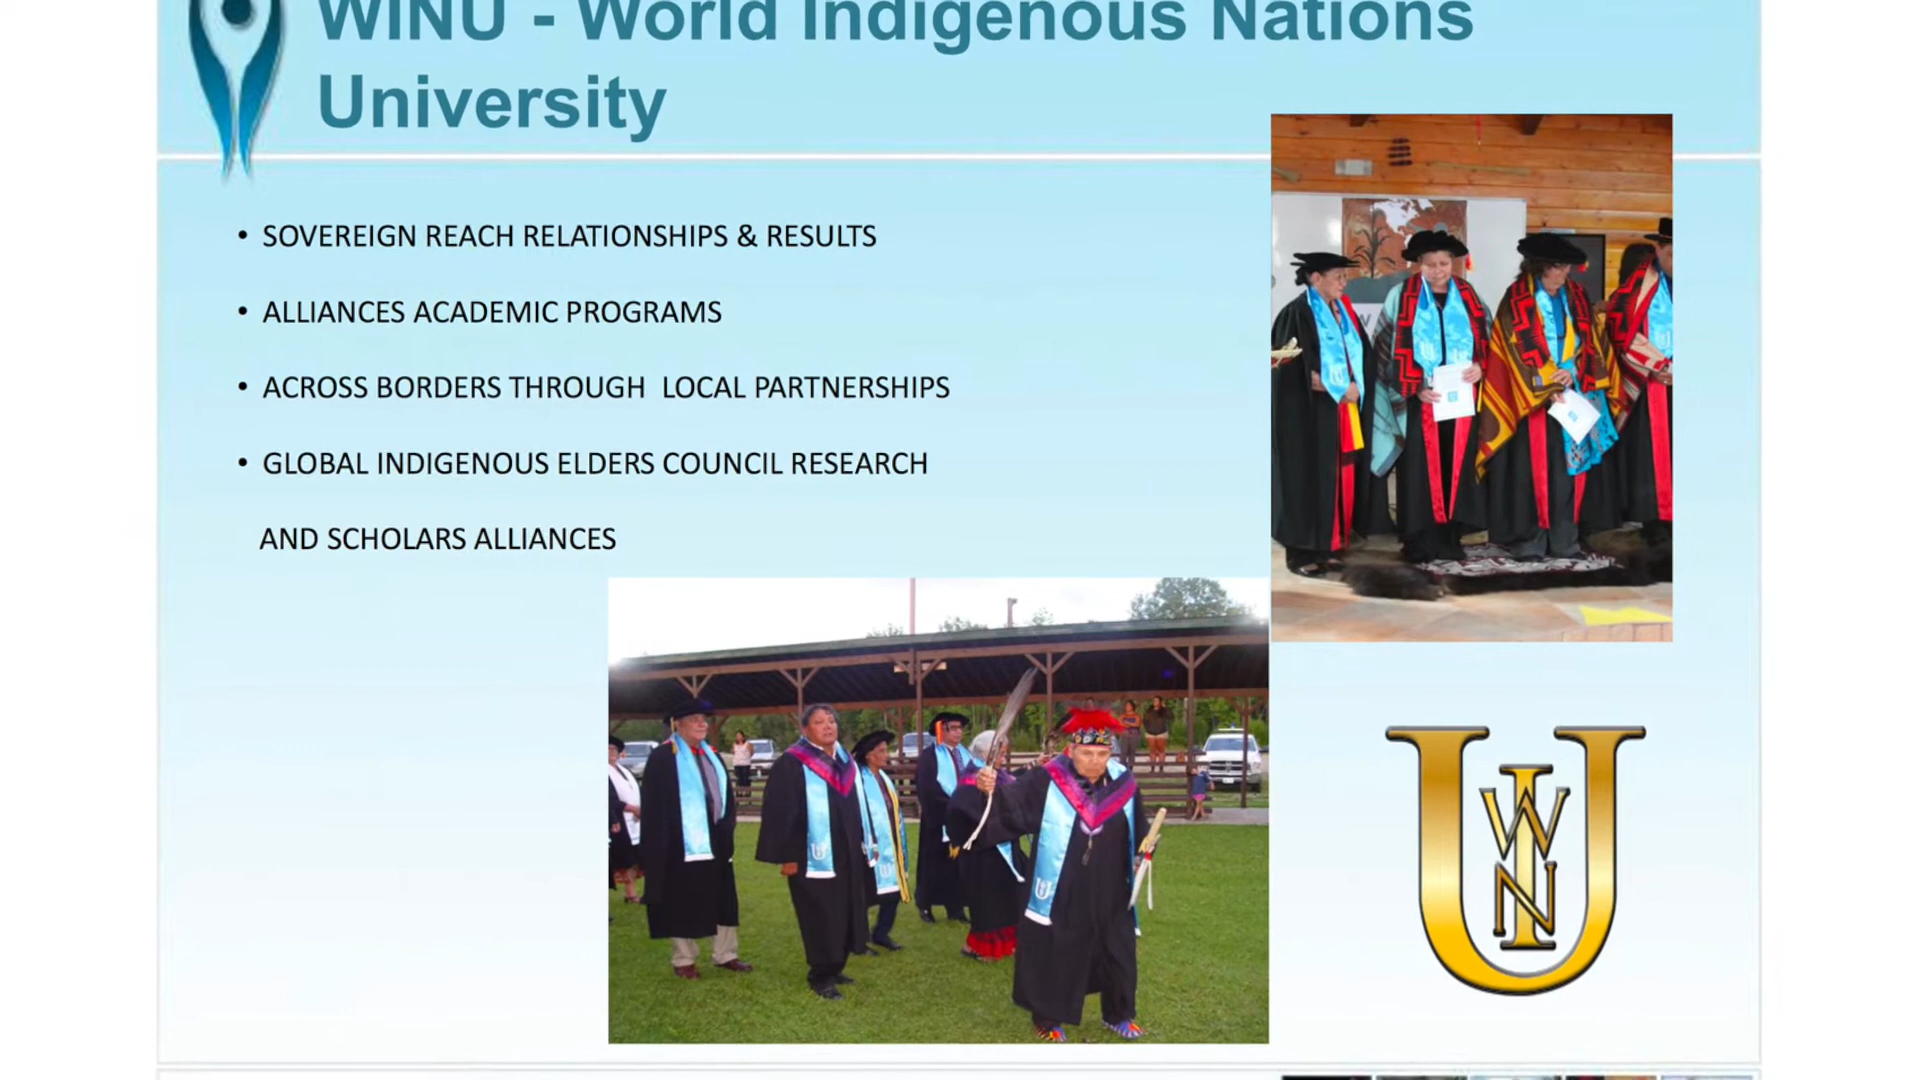 WINU - World Indigenous Nations
University
• SOVEREIGN REACH RELATIONSHIPS & RESULTS
• ALLIANCES ACADEMIC PROGRAMS
• ACROSS BORDERS THROUGH LOCAL PARTNERSHIPS
• GLOBAL INDIGENOUS ELDERS COUNCIL RESEARCH
AND SCHOLARS ALLIANCES
U
W
I
N